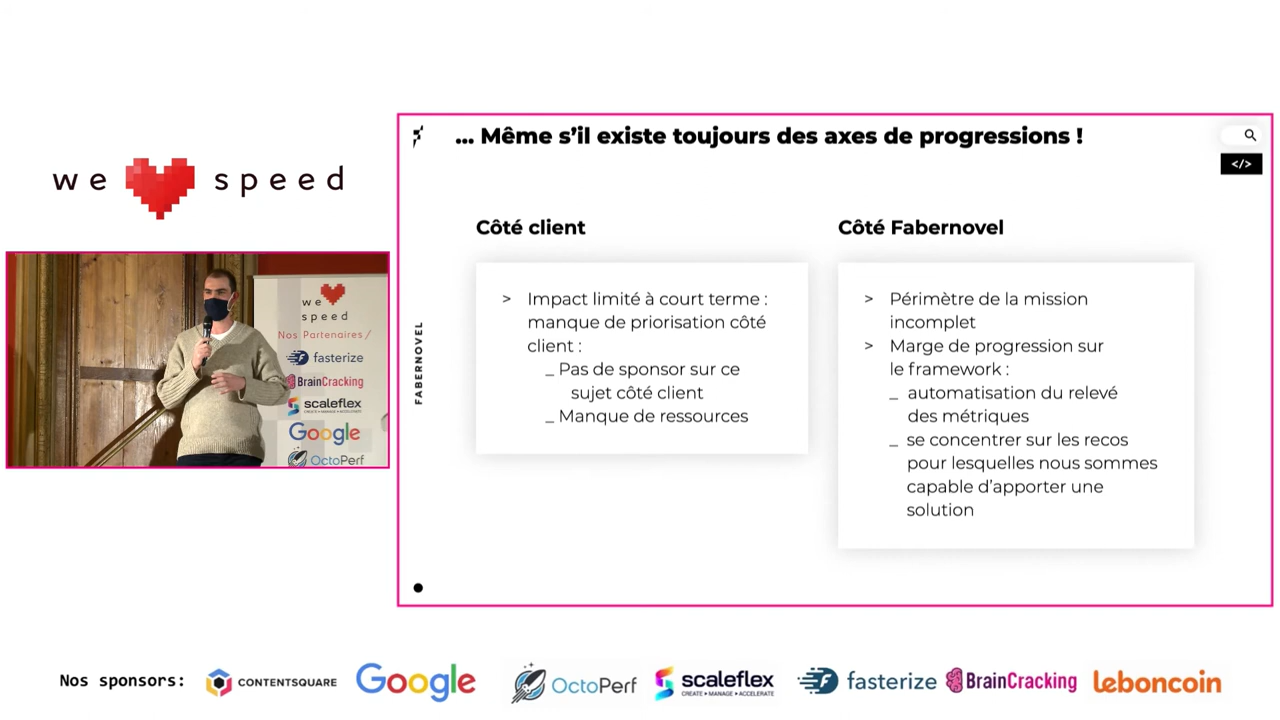 we speed
we
speed
Nos Partenaires/
fasterize
BrainCracking
scaleflex
CREATE • MANAGE • ACCELERATE
Google
OctoPerf
FABERNOVEL
... Même s’il existe toujours des axes de progressions !
</>
Côté client
> Impact limité à court terme :
manque de priorisation côté
client :
_ Pas de sponsor sur ce
sujet côté client
_ Manque de ressources
Côté Fabernovel
> Périmètre de la mission
incomplet
> Marge de progression sur
le framework :
_ automatisation du relevé
des métriques
_ se concentrer sur les recos
pour lesquelles nous sommes
capable d’apporter une
solution
Nos sponsors: CONTENTSQUARE Google OctoPerf scaleflex fasterize BrainCracking leboncoin
CREATE • MANAGE • ACCELERATE